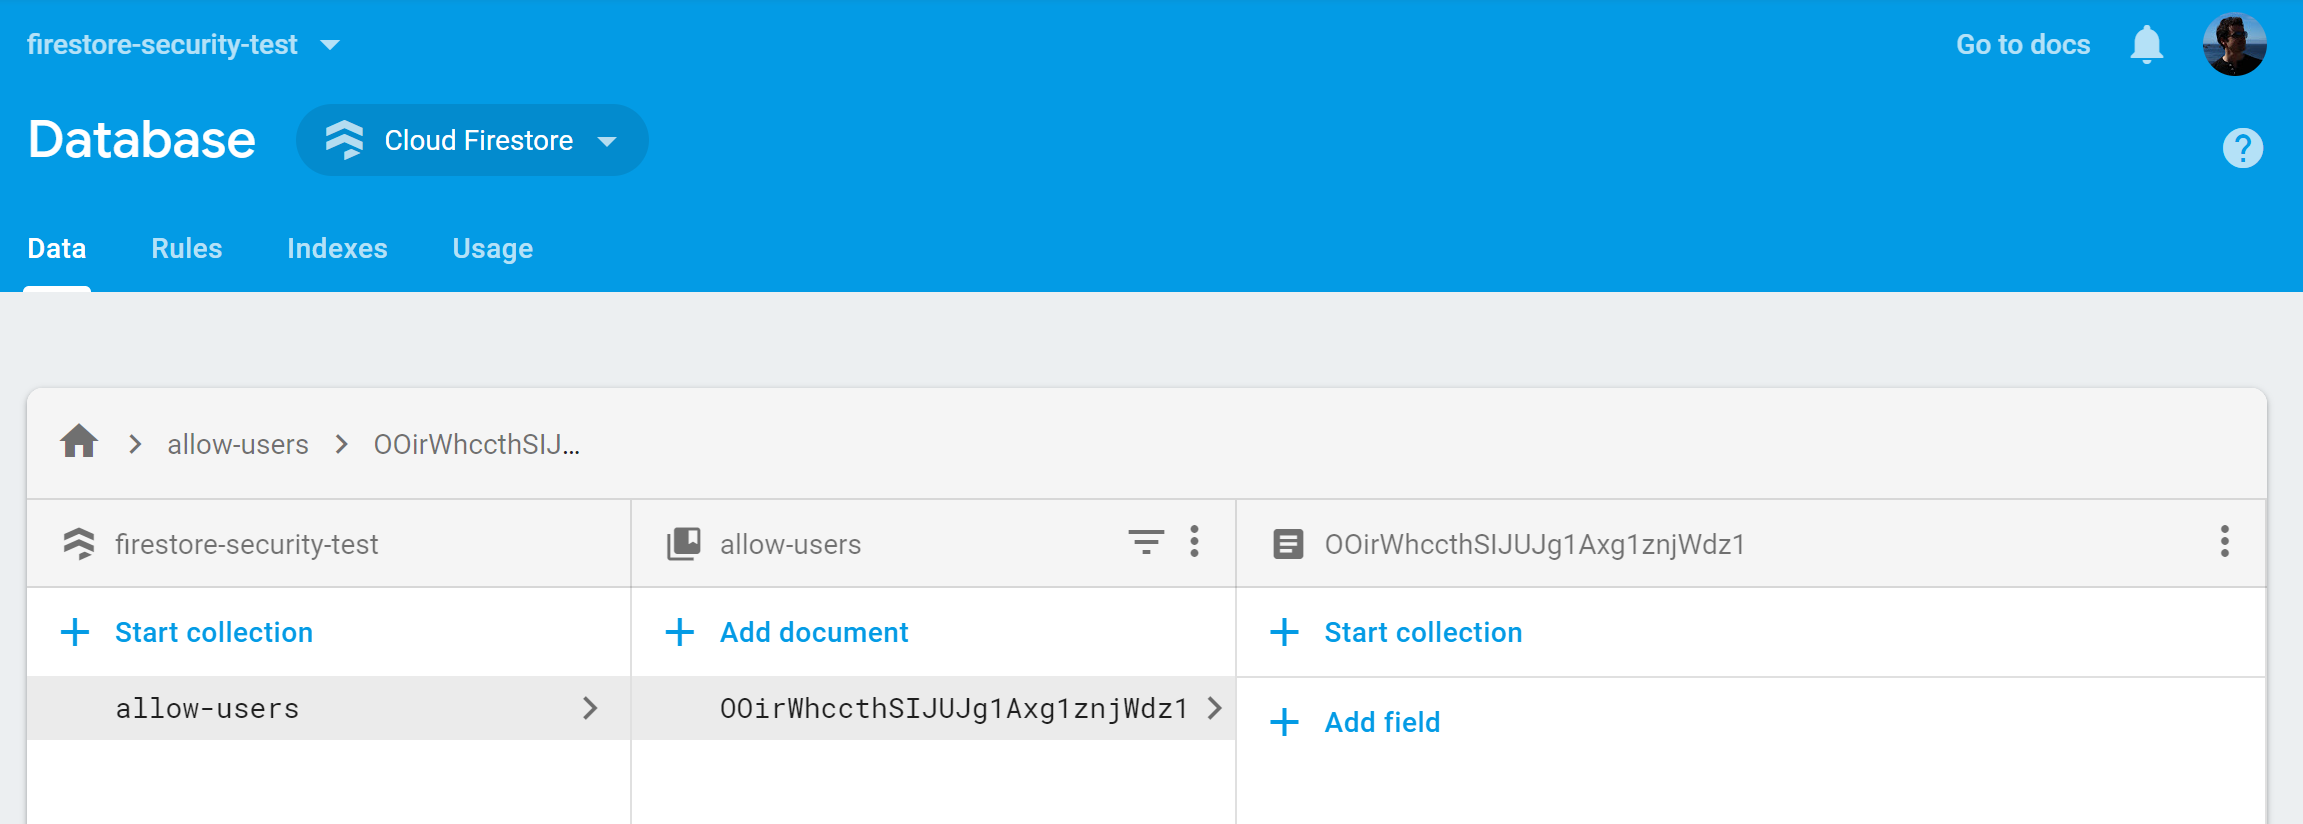 firestore-security-test
Go to docs
Database
Cloud Firestore
?
Data Rules Indexes Usage
allow-users OOirWhccthSIJ...
firestore-security-test
allow-users
OOirWhccthSIJUJg1Axg1znjWdz1
+ Start collection
+ Add document
+ Start collection
allow-users
OOirWhccthSIJUJg1Axg1znjWdz1
+ Add field